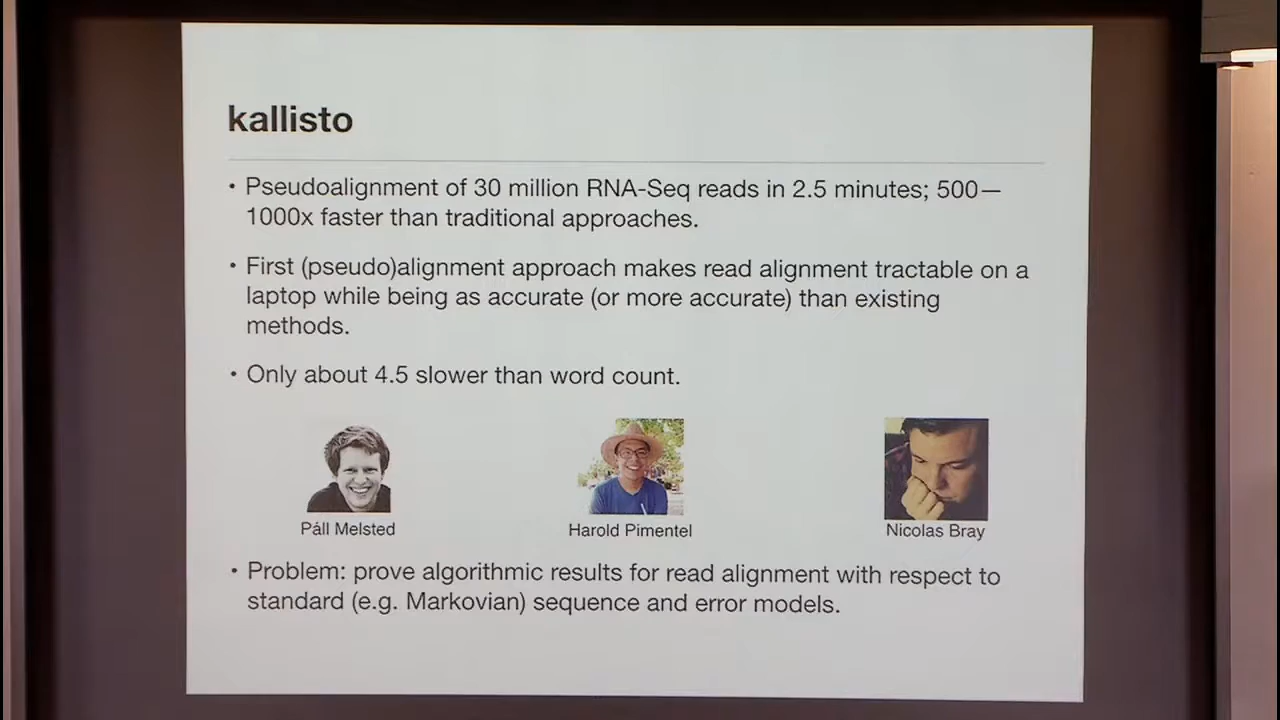 kallisto
• Pseudoalignment of 30 million RNA-Seq reads in 2.5 minutes; 500—
1000x faster than traditional approaches.
• First (pseudo)alignment approach makes read alignment tractable on a
laptop while being as accurate (or more accurate) than existing
methods.
• Only about 4.5 slower than word count.
Páll Melsted
Harold Pimentel
Nicolas Bray
• Problem: prove algorithmic results for read alignment with respect to
standard (e.g. Markovian) sequence and error models.